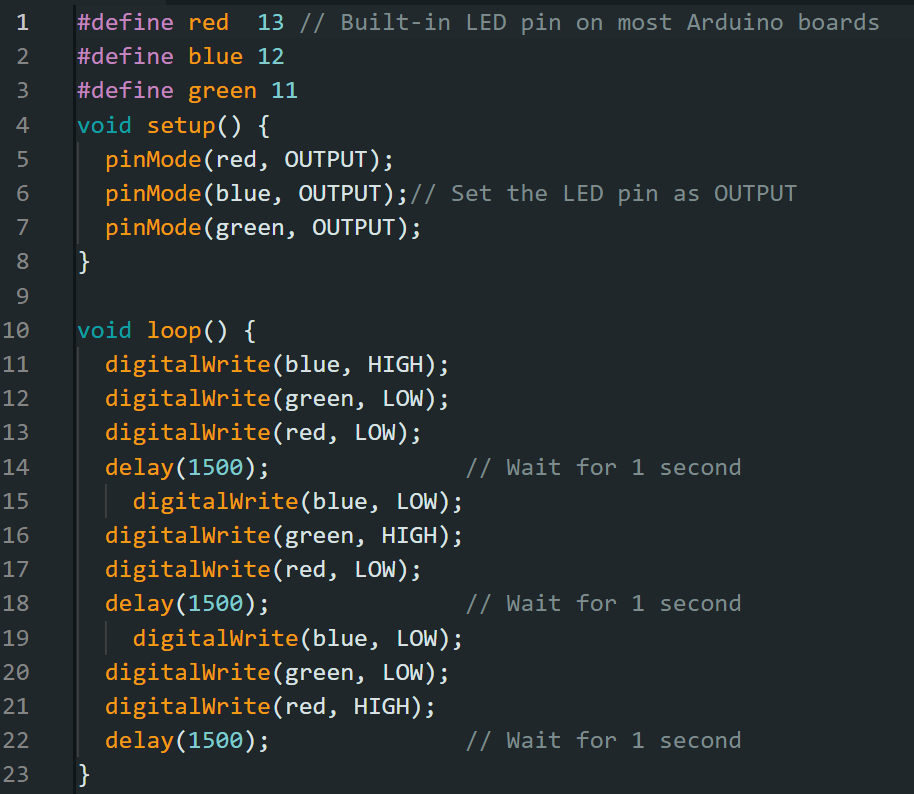 1 #define red  13 // Built-in LED pin on most Arduino boards
2 #define blue 12
3 #define green 11
4 void setup() {
5   pinMode(red, OUTPUT);
6   pinMode(blue, OUTPUT);// Set the LED pin as OUTPUT
7   pinMode(green, OUTPUT);
8 }
9
10 void loop() {
11   digitalWrite(blue, HIGH);
12   digitalWrite(green, LOW);
13   digitalWrite(red, LOW);
14   delay(1500);              // Wait for 1 second
15     digitalWrite(blue, LOW);
16   digitalWrite(green, HIGH);
17   digitalWrite(red, LOW);
18   delay(1500);              // Wait for 1 second
19     digitalWrite(blue, LOW);
20   digitalWrite(green, LOW);
21   digitalWrite(red, HIGH);
22   delay(1500);              // Wait for 1 second
23 }